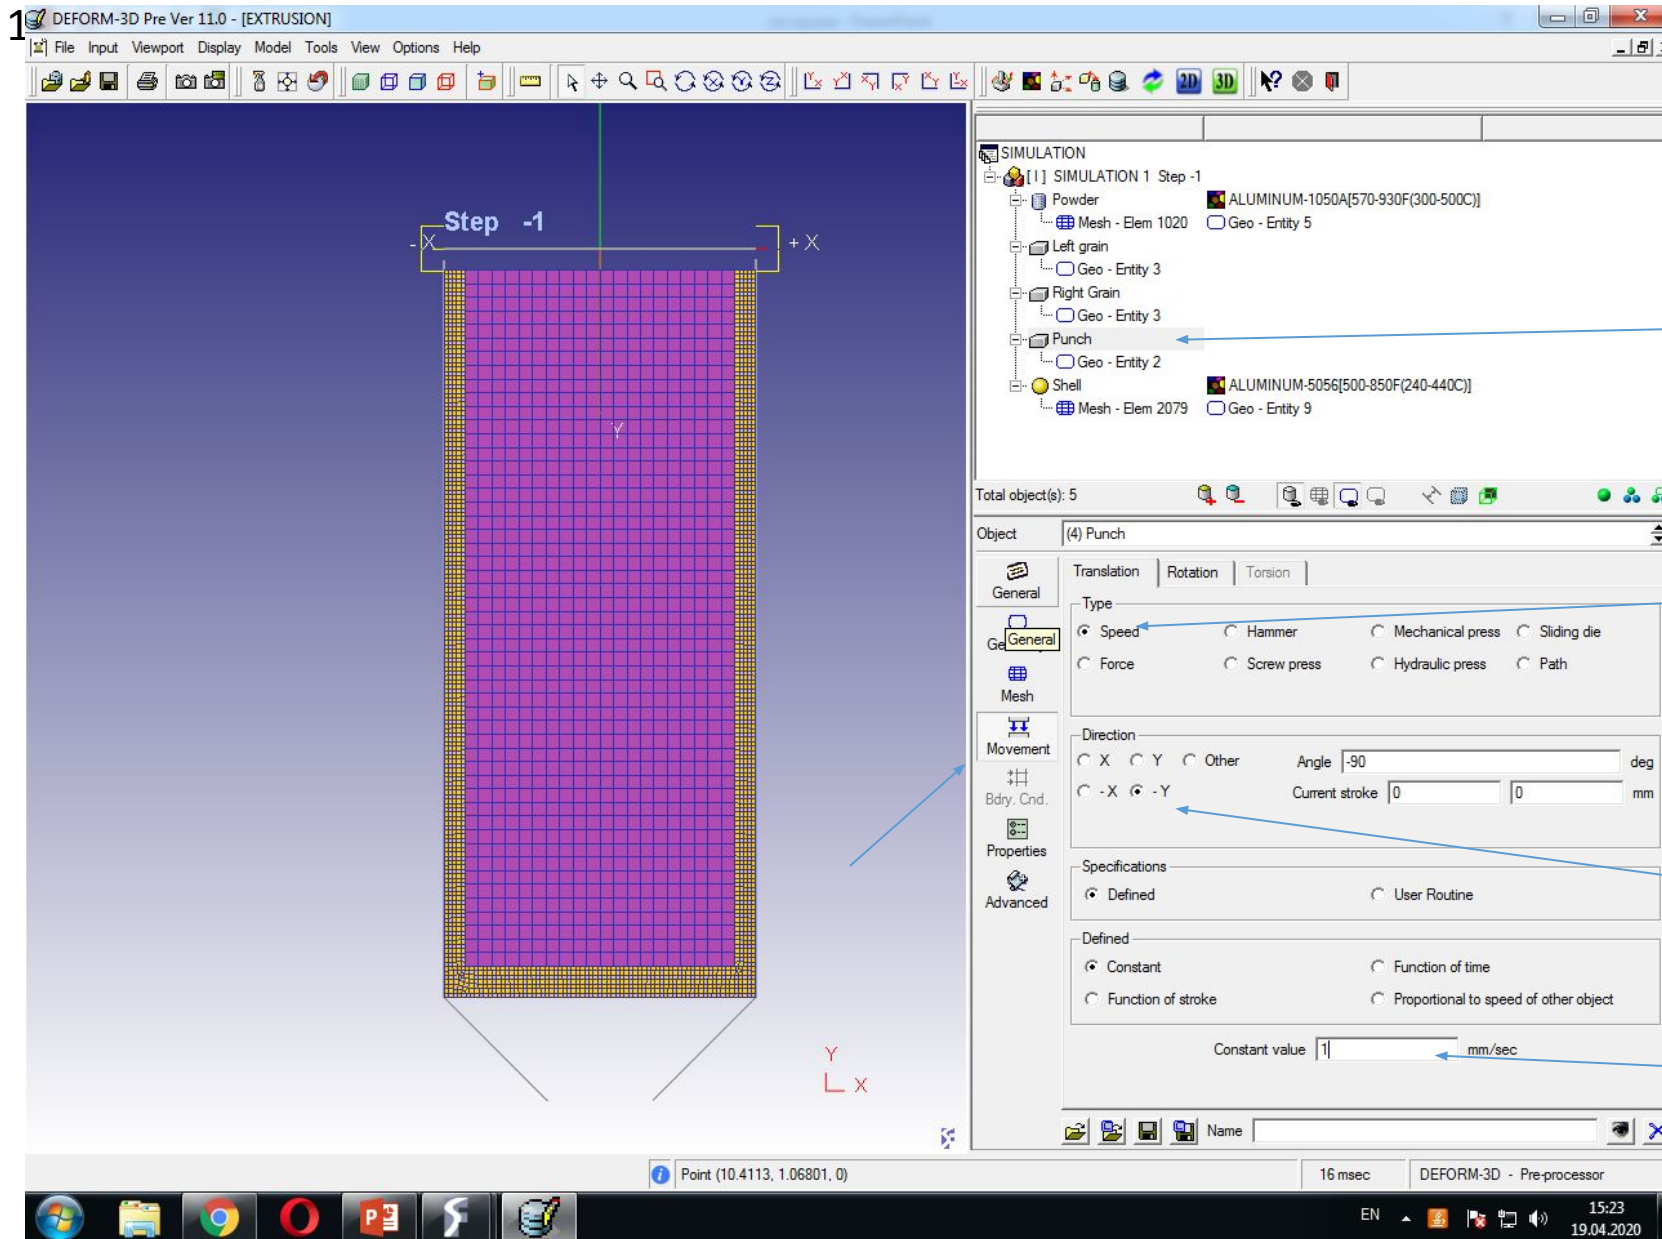 1
DEFORM-3D Pre Ver 11.0 - [EXTRUSION]
File Input Viewport Display Model Tools View Options Help
2D 3D
Step -1
- X
+ X
Y
Y
X
SIMULATION
[ I ] SIMULATION 1 Step -1
Powder ALUMINUM-1050A[570-930F(300-500C)]
Mesh - Elem 1020 Geo - Entity 5
Left grain
Geo - Entity 3
Right Grain
Geo - Entity 3
Punch
Geo - Entity 2
Shell ALUMINUM-5056[500-850F(240-440C)]
Mesh - Elem 2079 Geo - Entity 9
Total object(s): 5
Object (4) Punch
General
General
Mesh
Movement
Bdry. Cnd.
Properties
Advanced
Translation Rotation Torsion
Type
Speed Hammer Mechanical press Sliding die
Force Screw press Hydraulic press Path
Direction
X Y Other Angle -90 deg
-X -Y Current stroke 0 0 mm
Specifications
Defined User Routine
Defined
Constant Function of time
Function of stroke Proportional to speed of other object
Constant value 1 mm/sec
Name
Point (10.4113, 1.06801, 0) 16 msec DEFORM-3D - Pre-processor
EN 15:23
19.04.2020